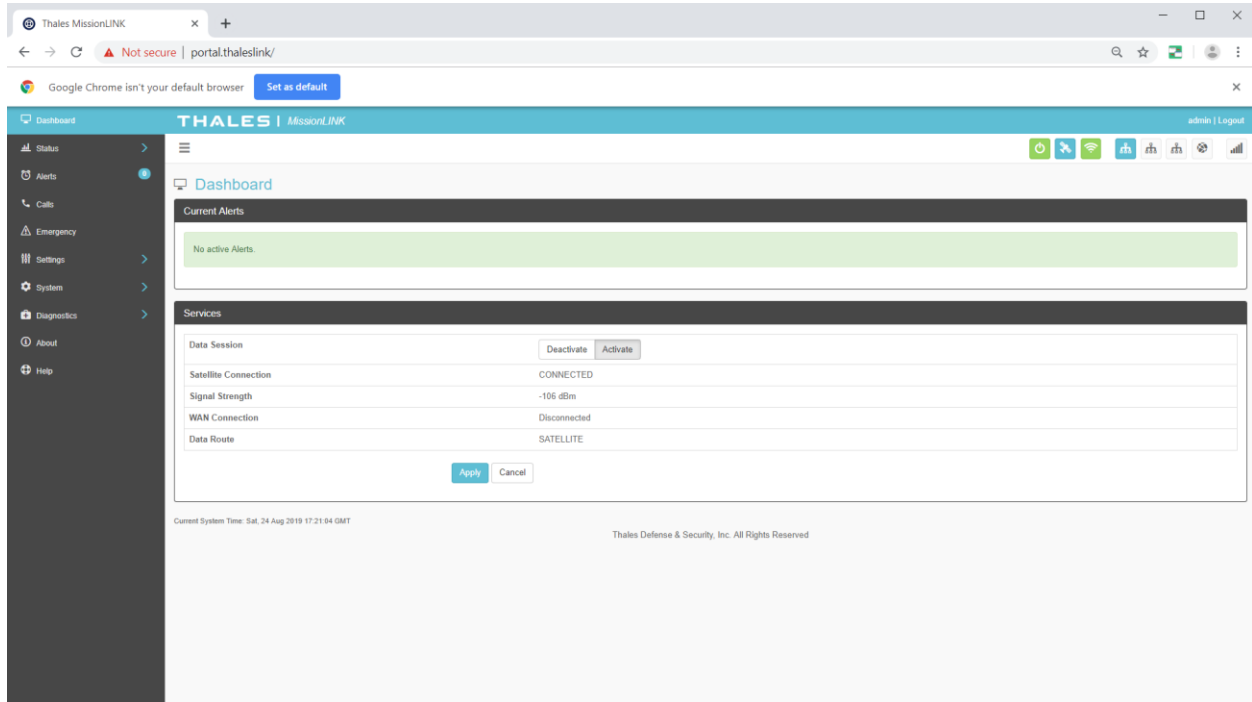 Thales MissionLINK
Not secure | portal.thaleslink/
Google Chrome isn't your default browser Set as default
Dashboard
THALES | MissionLINK
admin | Logout
Status
Alerts 0
Calls
Emergency
Settings
System
Diagnostics
About
Help
Dashboard
Current Alerts
No active Alerts.
Services
Data Session Deactivate Activate
Satellite Connection CONNECTED
Signal Strength -106 dBm
WAN Connection Disconnected
Data Route SATELLITE
Apply Cancel
Current System Time: Sat, 24 Aug 2019 17:21:04 GMT
Thales Defense & Security, Inc. All Rights Reserved